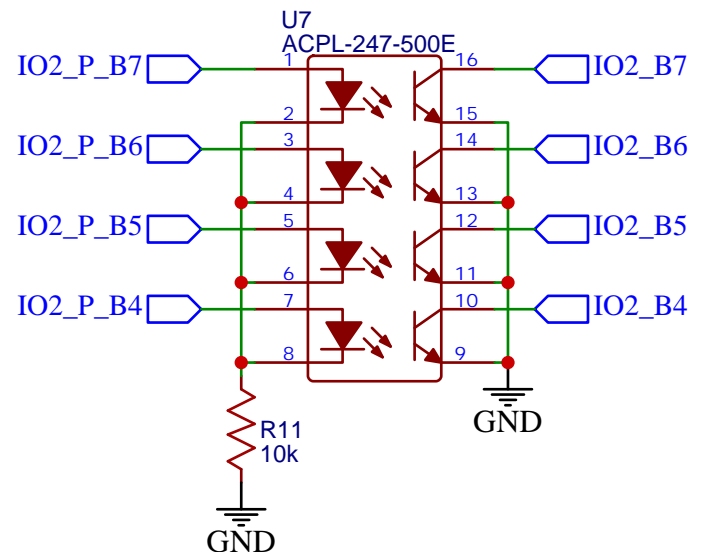 U7
ACPL-247-500E
IO2_P_B7 1 16 IO2_B7
2 15
IO2_P_B6 3 14 IO2_B6
4 13
IO2_P_B5 5 12 IO2_B5
6 11
IO2_P_B4 7 10 IO2_B4
8 9
R11
10k
GND
GND